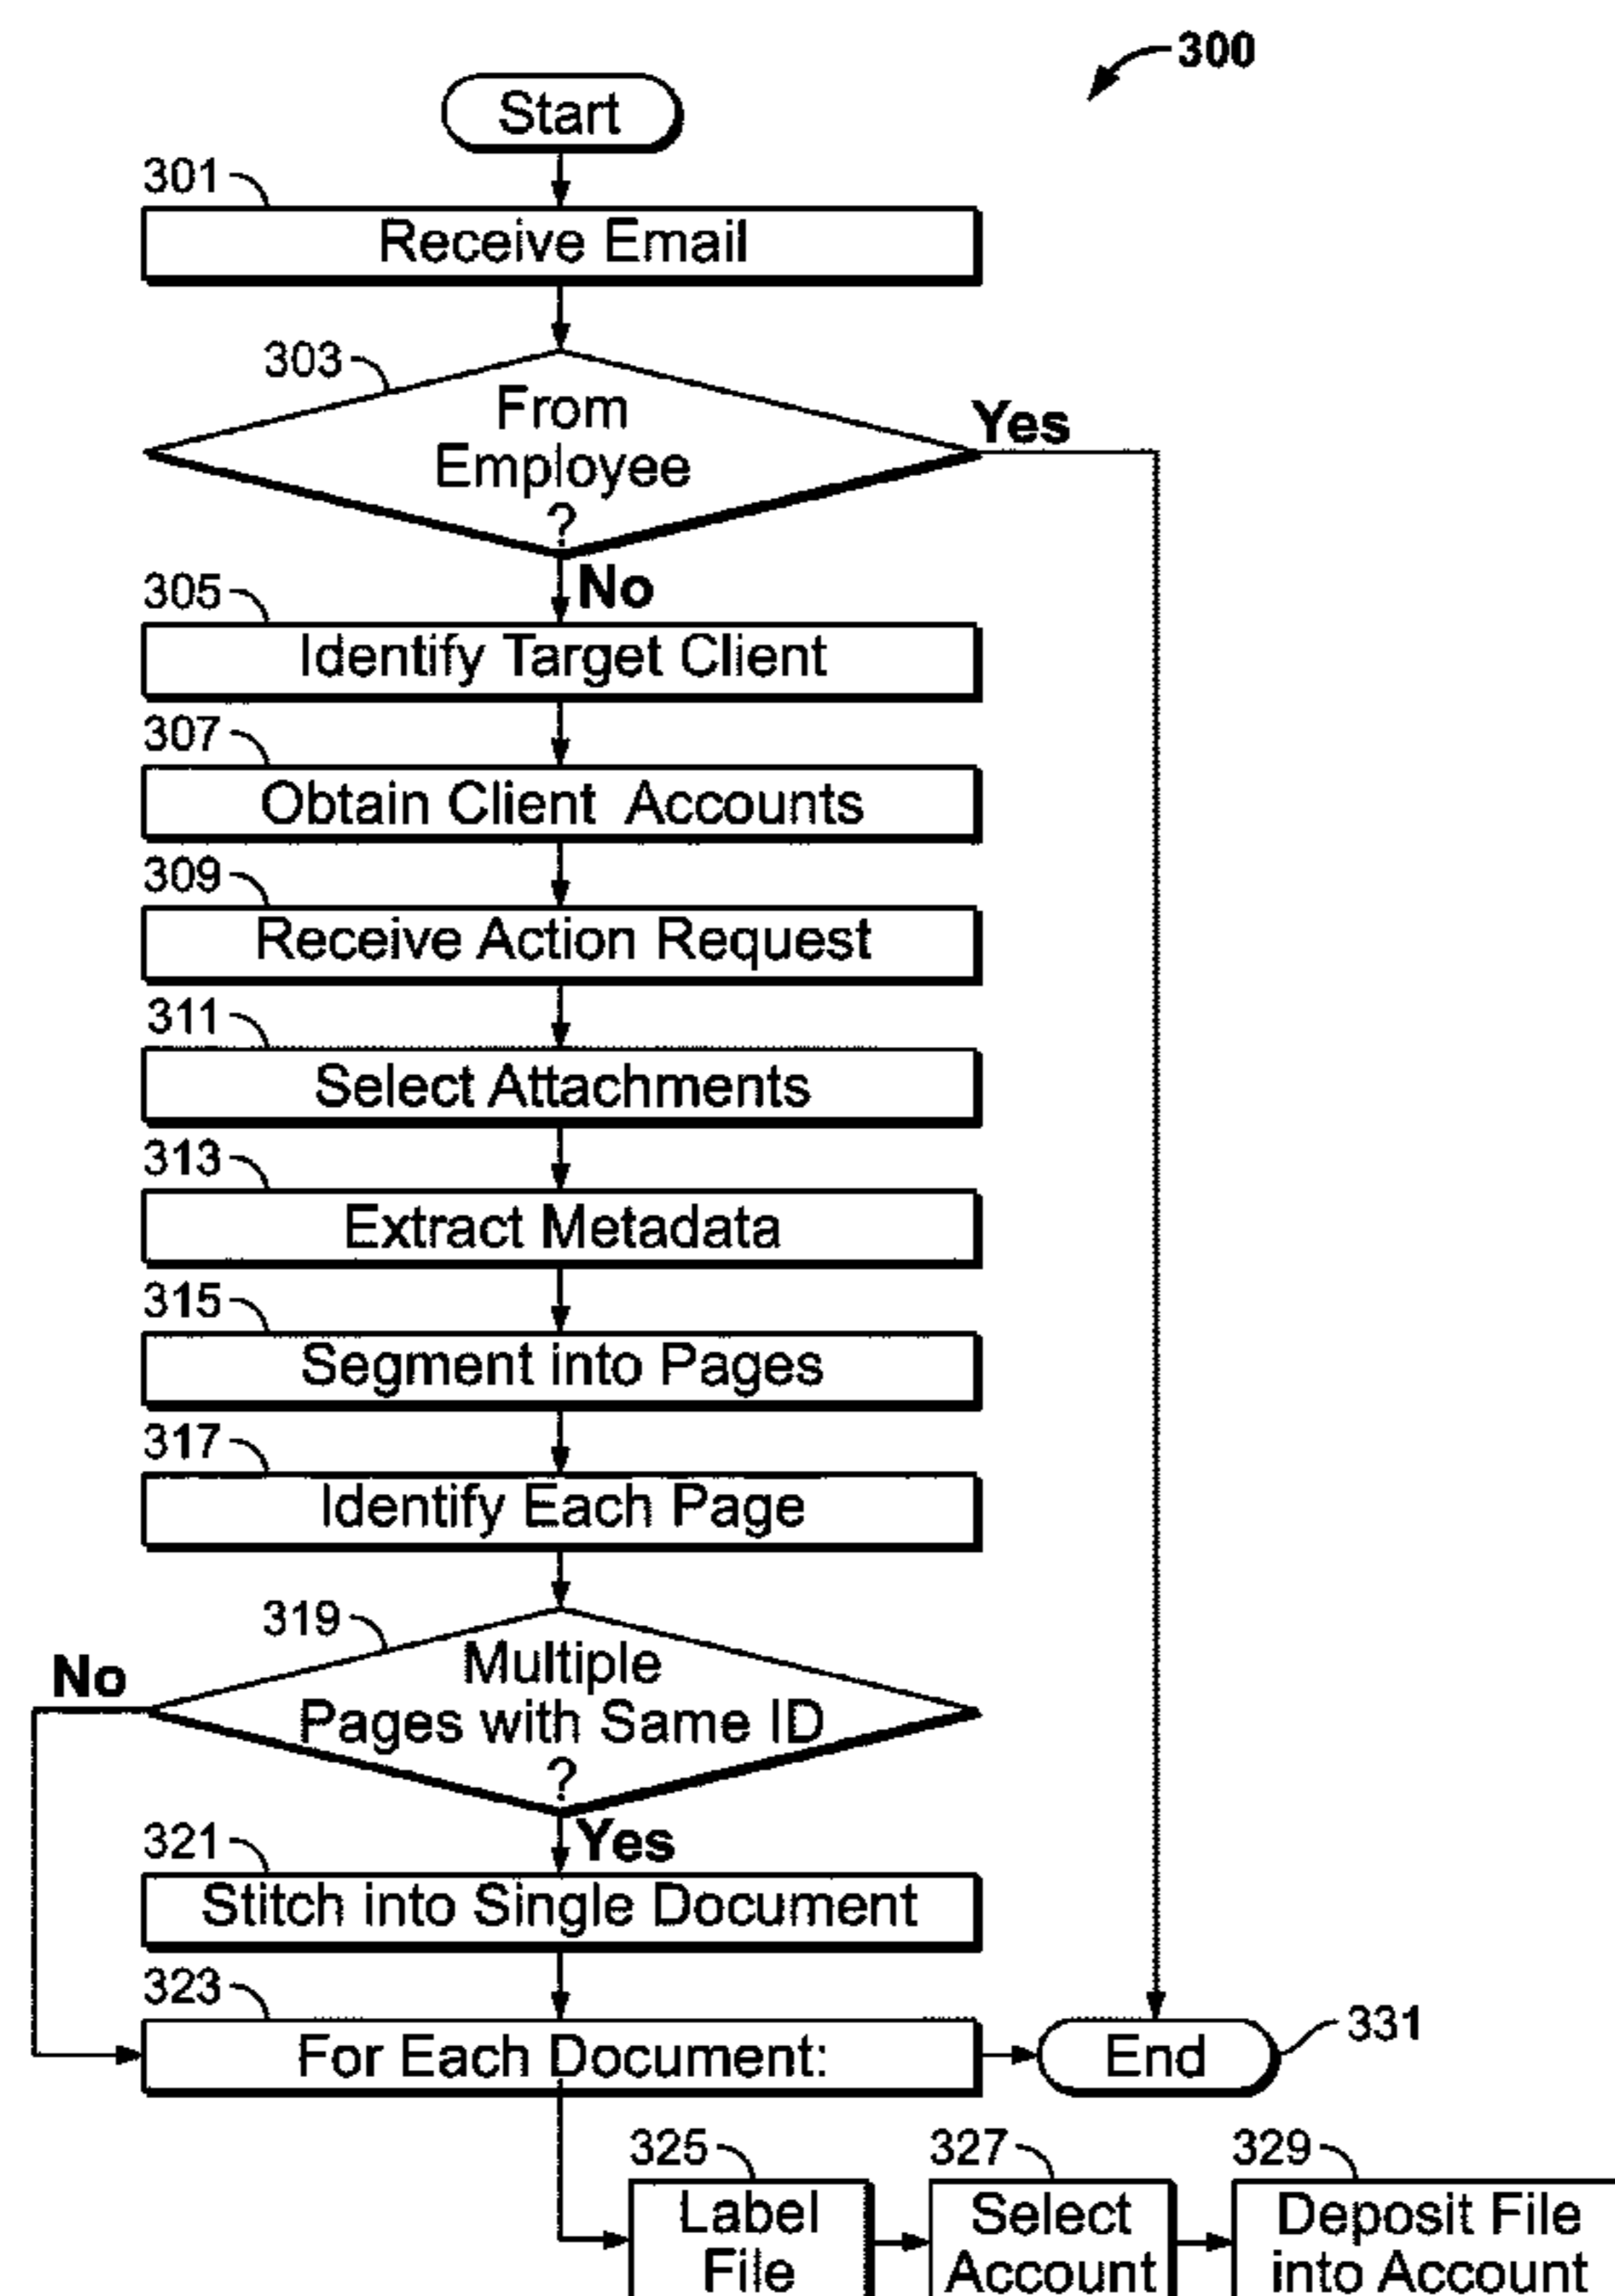 300
Start
301
Receive Email
303
From
Employee
?
Yes
No
305
Identify Target Client
307
Obtain Client Accounts
309
Receive Action Request
311
Select Attachments
313
Extract Metadata
315
Segment into Pages
317
Identify Each Page
319
Multiple
Pages with Same ID
?
No
Yes
321
Stitch into Single Document
323
For Each Document:
End
331
325
Label
File
327
Select
Account
329
Deposit File
into Account